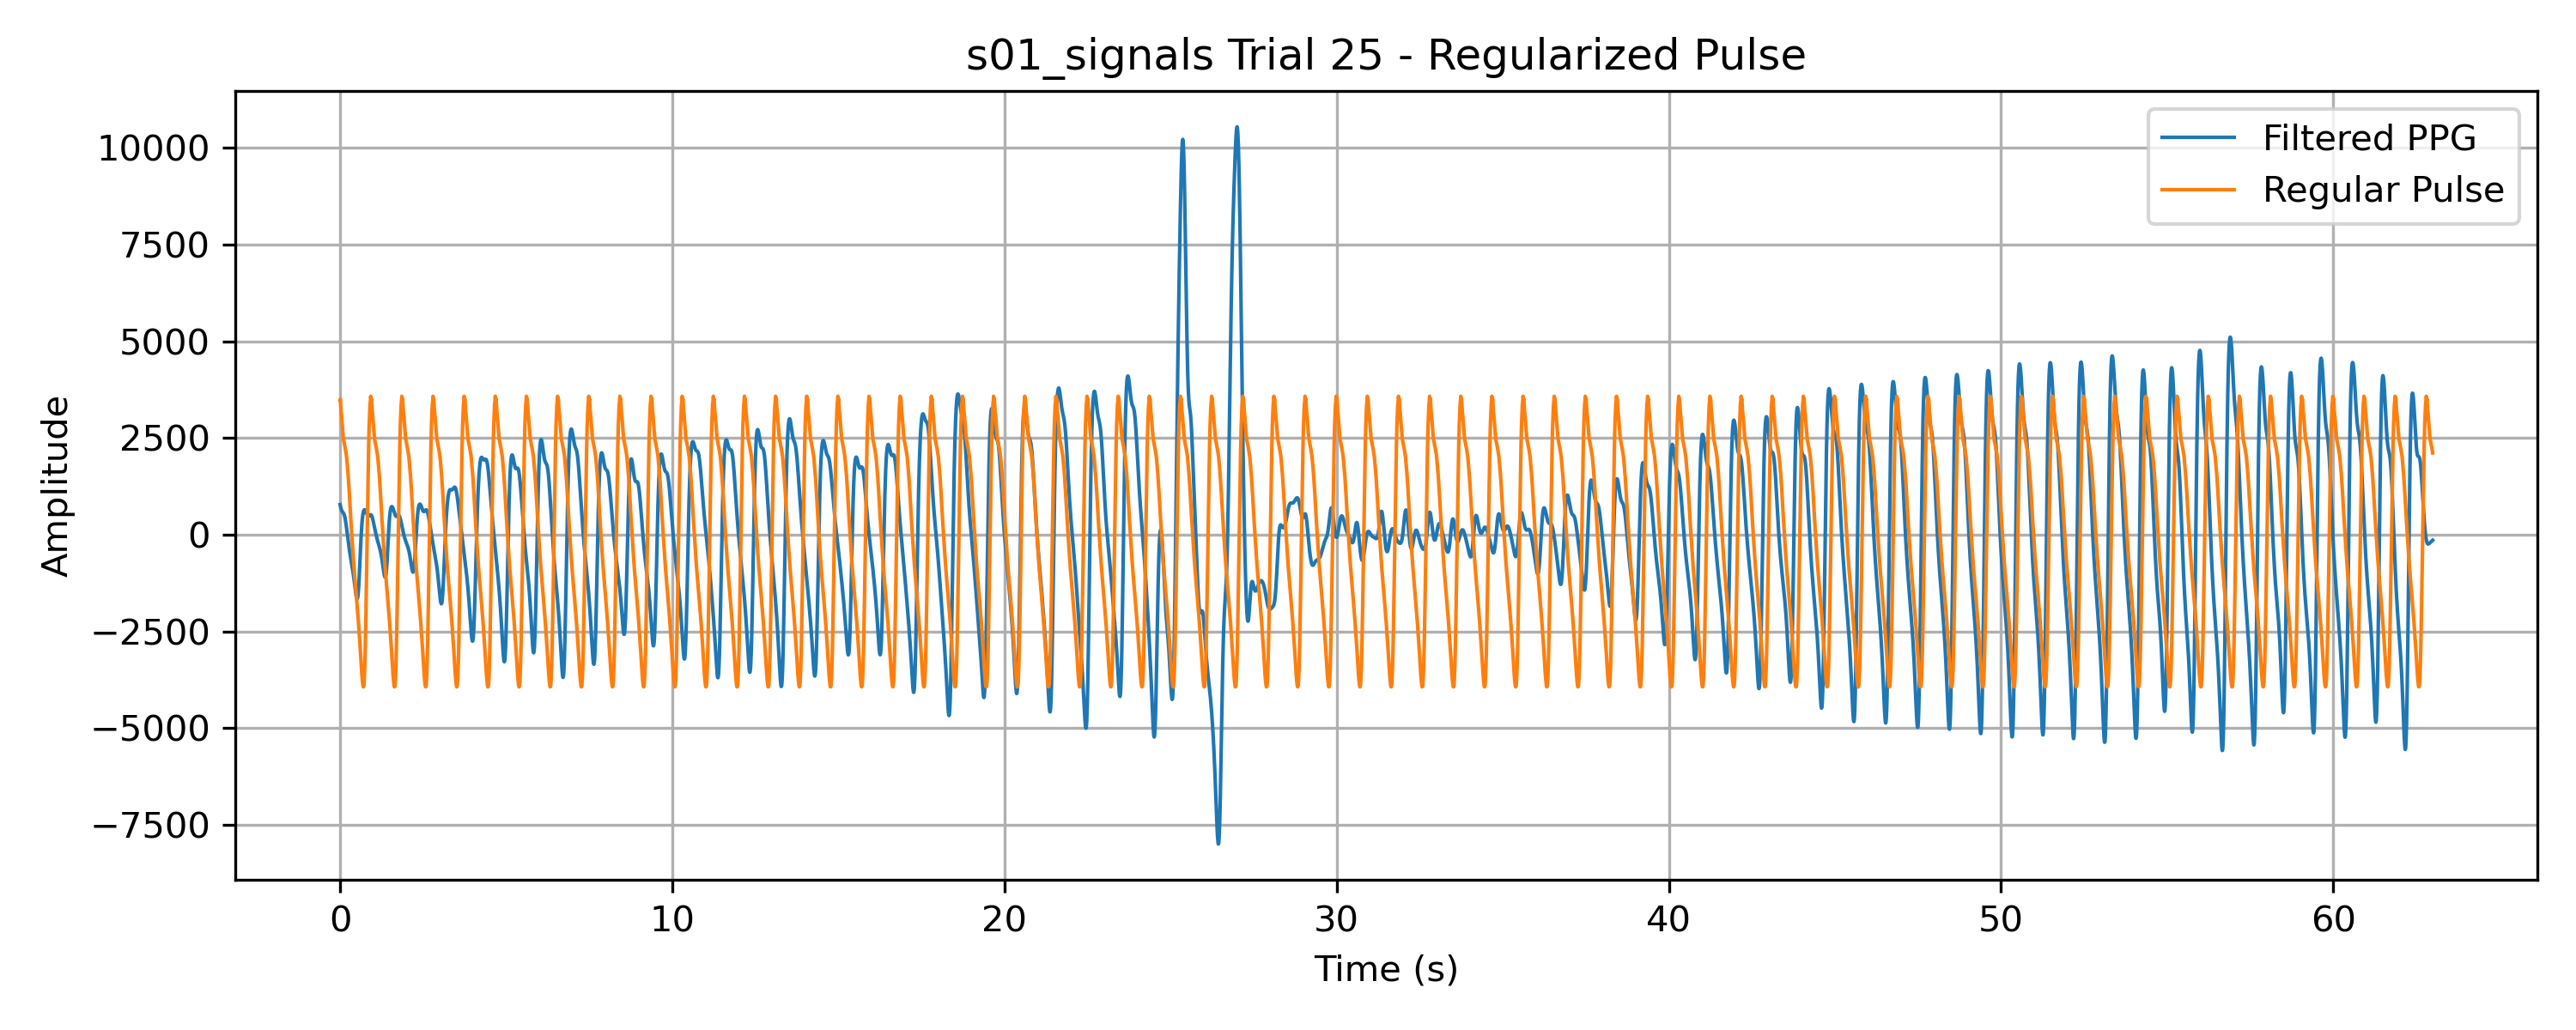 s01_signals Trial 25 - Regularized Pulse
Filtered PPG
Regular Pulse
Amplitude
10000
7500
5000
2500
0
−2500
−5000
−7500
0 10 20 30 40 50 60
Time (s)